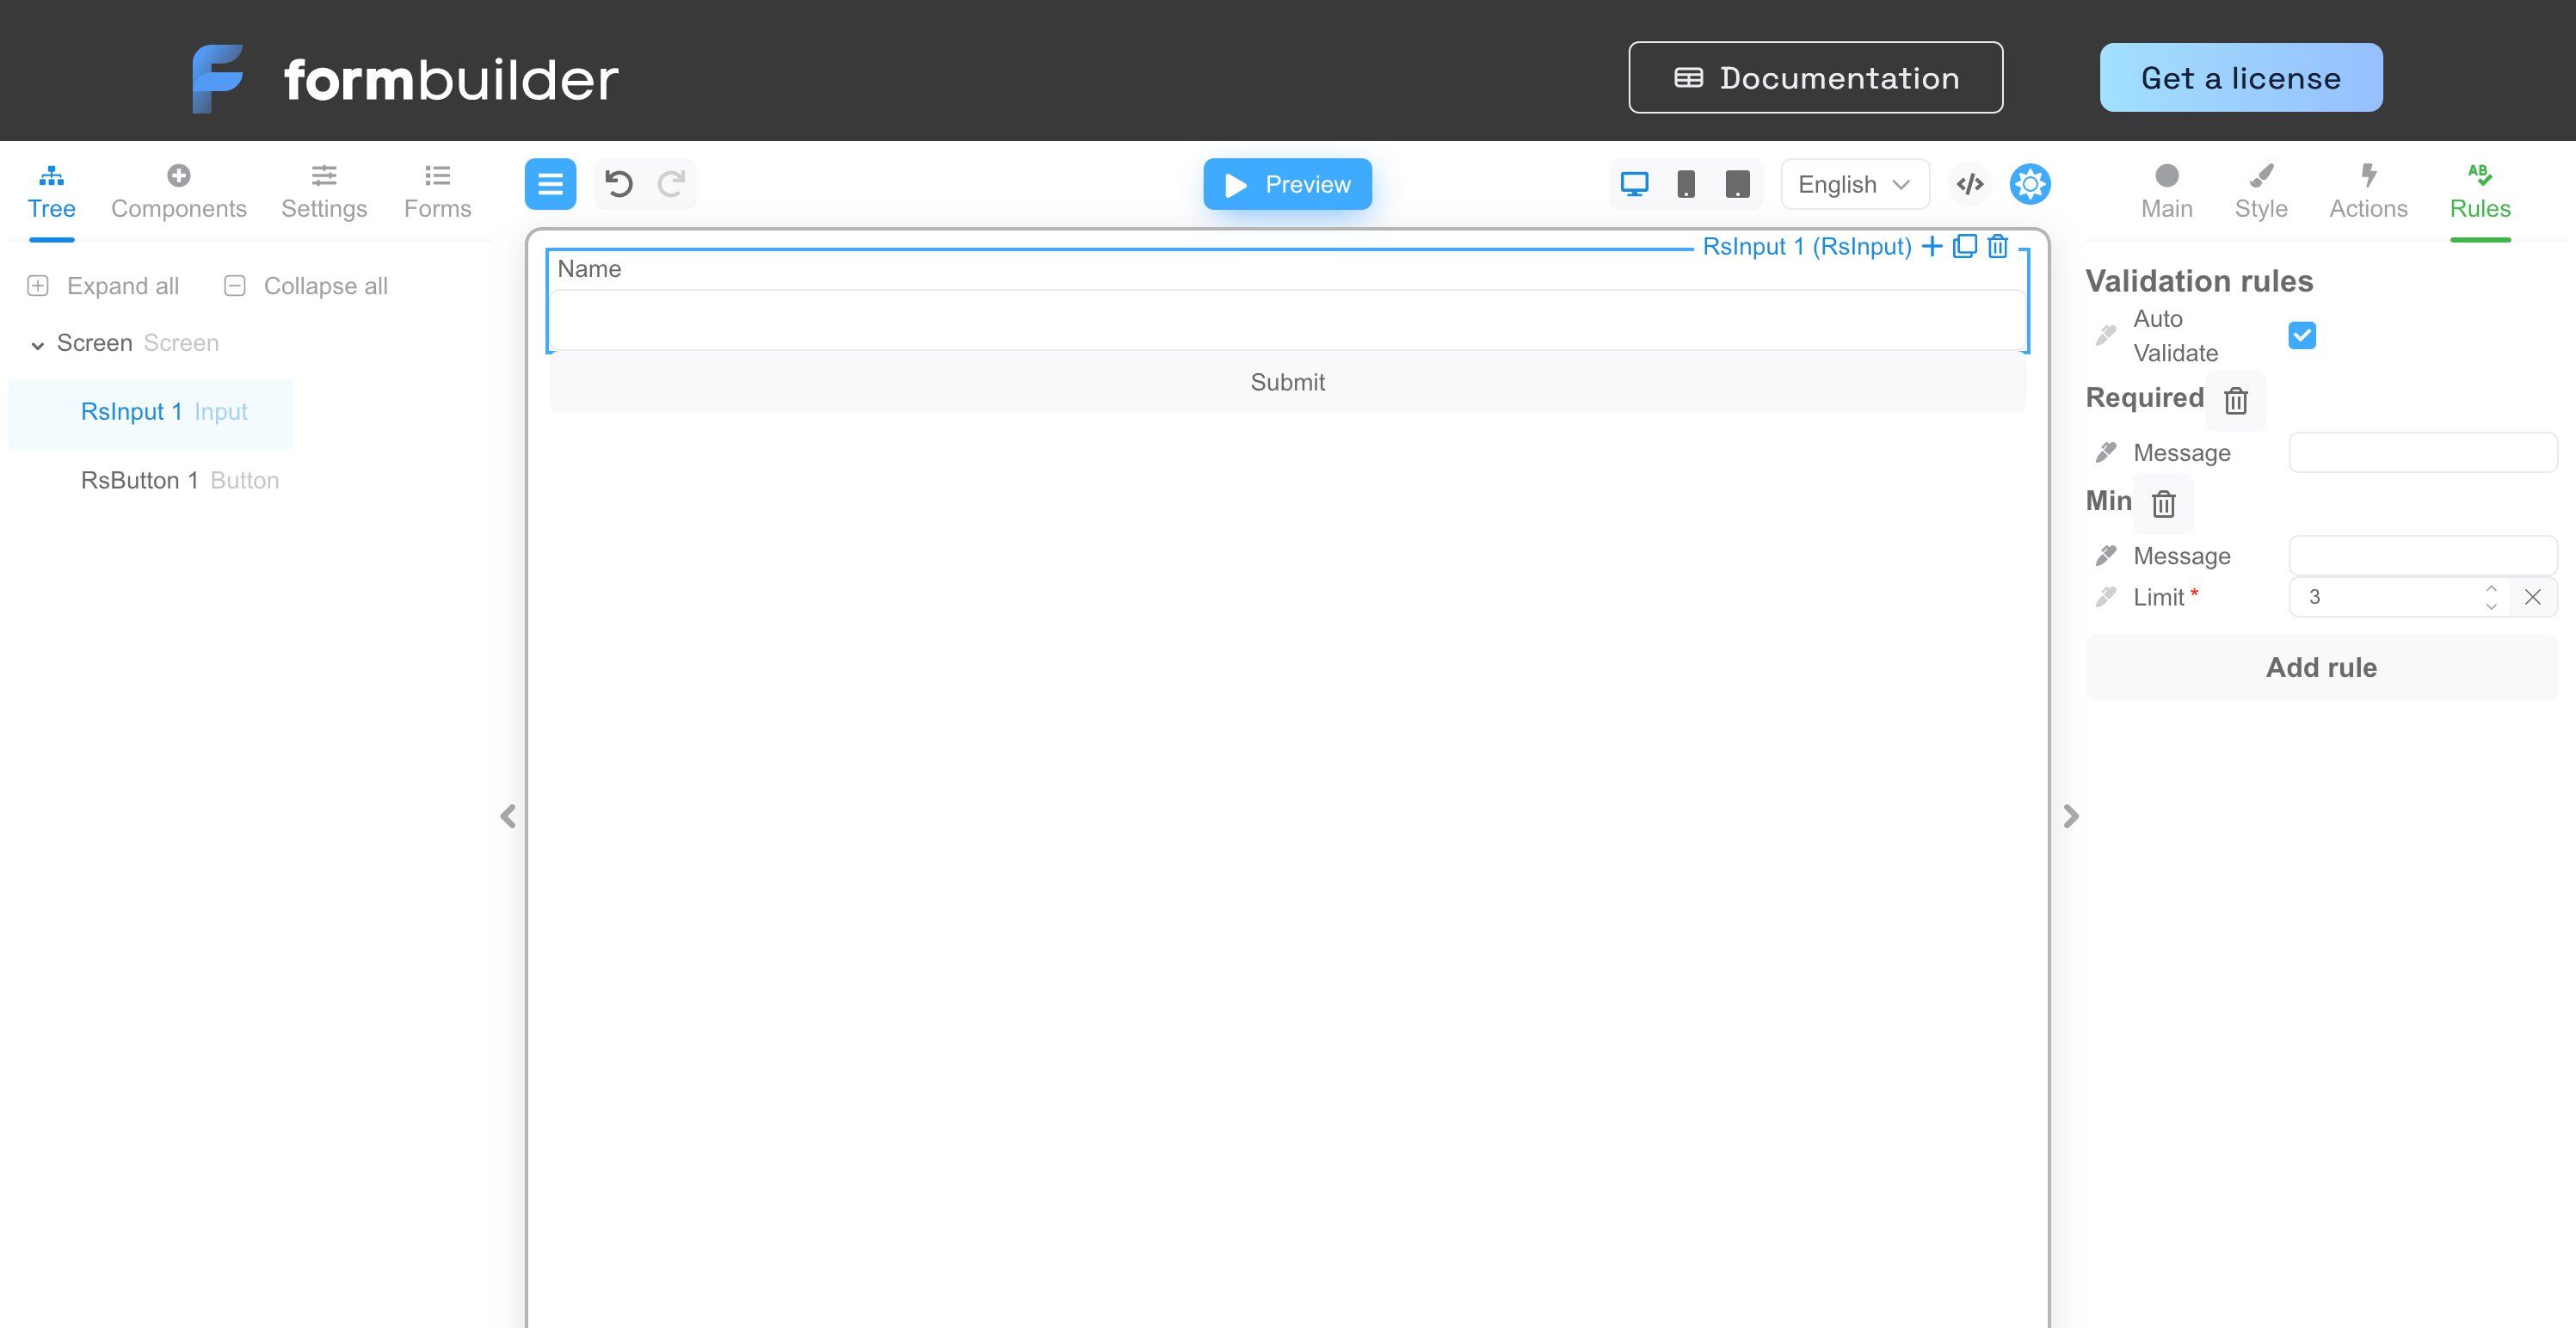 formbuilder
Documentation
Get a license
Tree
Components
Settings
Forms
Preview
English
Main
Style
Actions
AB
Rules
Expand all
Collapse all
Screen Screen
RsInput 1 Input
RsButton 1 Button
RsInput 1 (RsInput)
Name
Submit
Validation rules
Auto
Validate
Required
Message
Min
Message
Limit *
3
Add rule